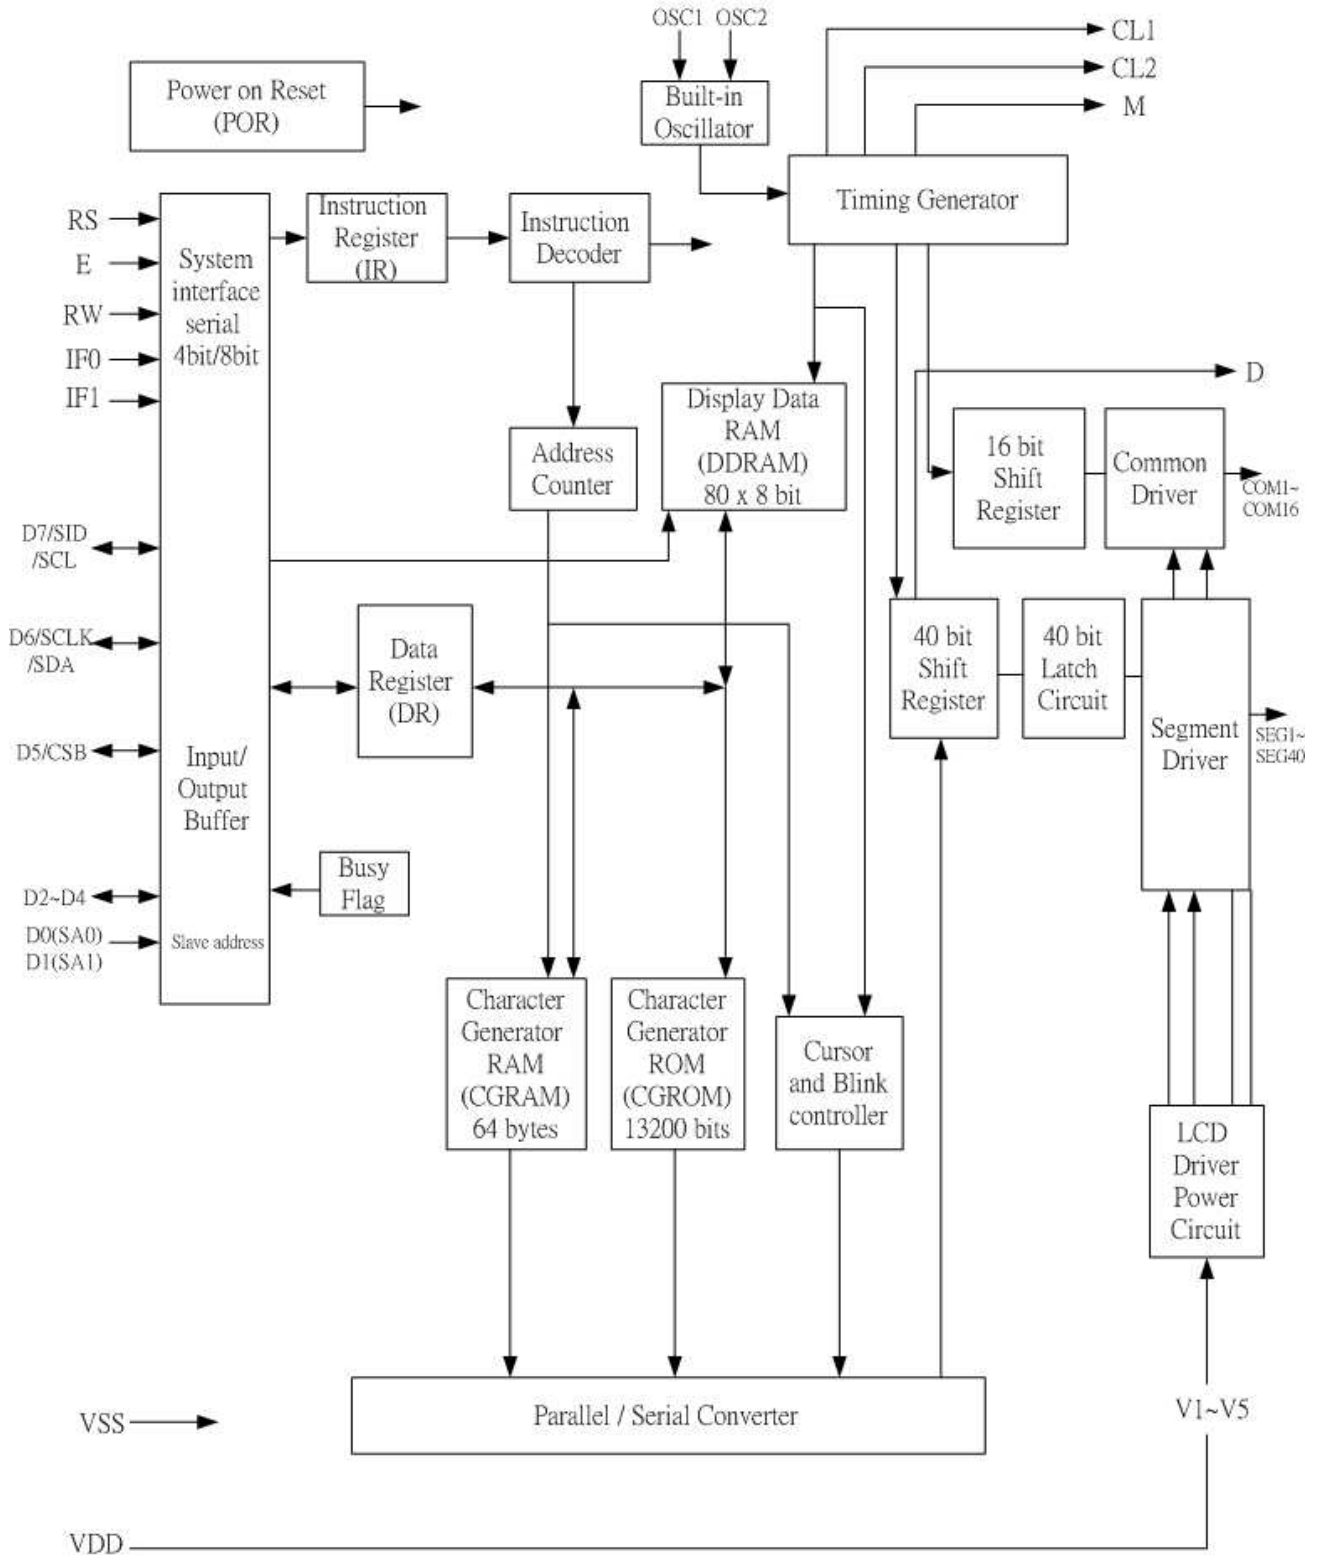 OSC1 OSC2
CL1
CL2
M
Power on Reset
(POR)
Built-in
Oscillator
Timing Generator
RS
E
RW
IF0
IF1
System
interface
serial
4bit/8bit
Instruction
Register
(IR)
Instruction
Decoder
D
Display Data
RAM
(DDRAM)
80 x 8 bit
Address
Counter
16 bit
Shift
Register
Common
Driver
COM1~
COM16
D7/SID
/SCL
D6/SCLK
/SDA
D5/CSB
D2~D4
D0(SA0)
D1(SA1)
Data
Register
(DR)
40 bit
Shift
Register
40 bit
Latch
Circuit
Segment
Driver
SEG1~
SEG40
Input/
Output
Buffer
Slave address
Busy
Flag
Character
Generator
RAM
(CGRAM)
64 bytes
Character
Generator
ROM
(CGROM)
13200 bits
Cursor
and Blink
controller
LCD
Driver
Power
Circuit
Parallel / Serial Converter
V1~V5
VSS
VDD